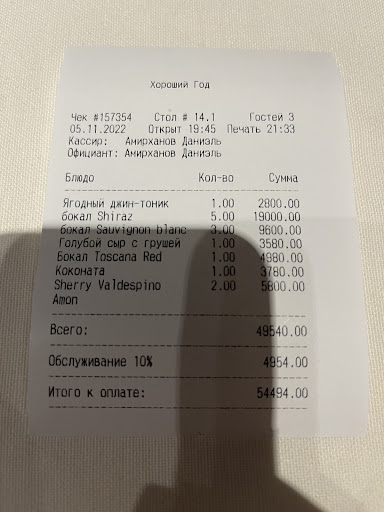 Хороший Год
Чек #157354 Стол # 14.1 Гостей 3
05.11.2022 Открыт 19:45 Печать 21:33
Кассир: Амирханов Даниэль
Официант: Амирханов Даниэль
Блюдо Кол-во Сумма
Ягодный джин-тоник 1.00 2800.00
бокал Shiraz 5.00 19000.00
бокал Sauvignon blanc 3.00 9600.00
Голубой сыр с грушей 1.00 3580.00
Бокал Toscana Red 1.00 4980.00
Коконата 1.00 3780.00
Sherry Valdespino 2.00 5800.00
Амоn
Всего: 49540.00
Обслуживание 10% 4954.00
Итого к оплате: 54494.00